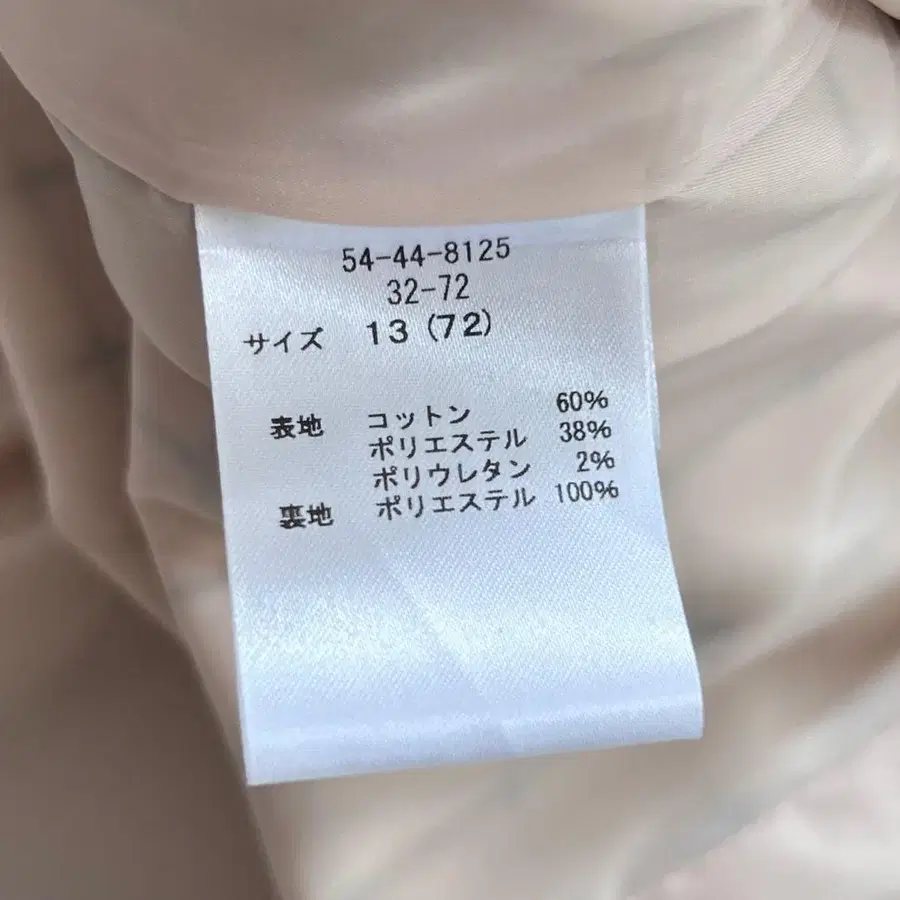 54-44-8125
32-72
サイズ 13 (72)
表地 コットン 60%
ポリエステル 38%
ポリウレタン 2%
裏地 ポリエステル 100%